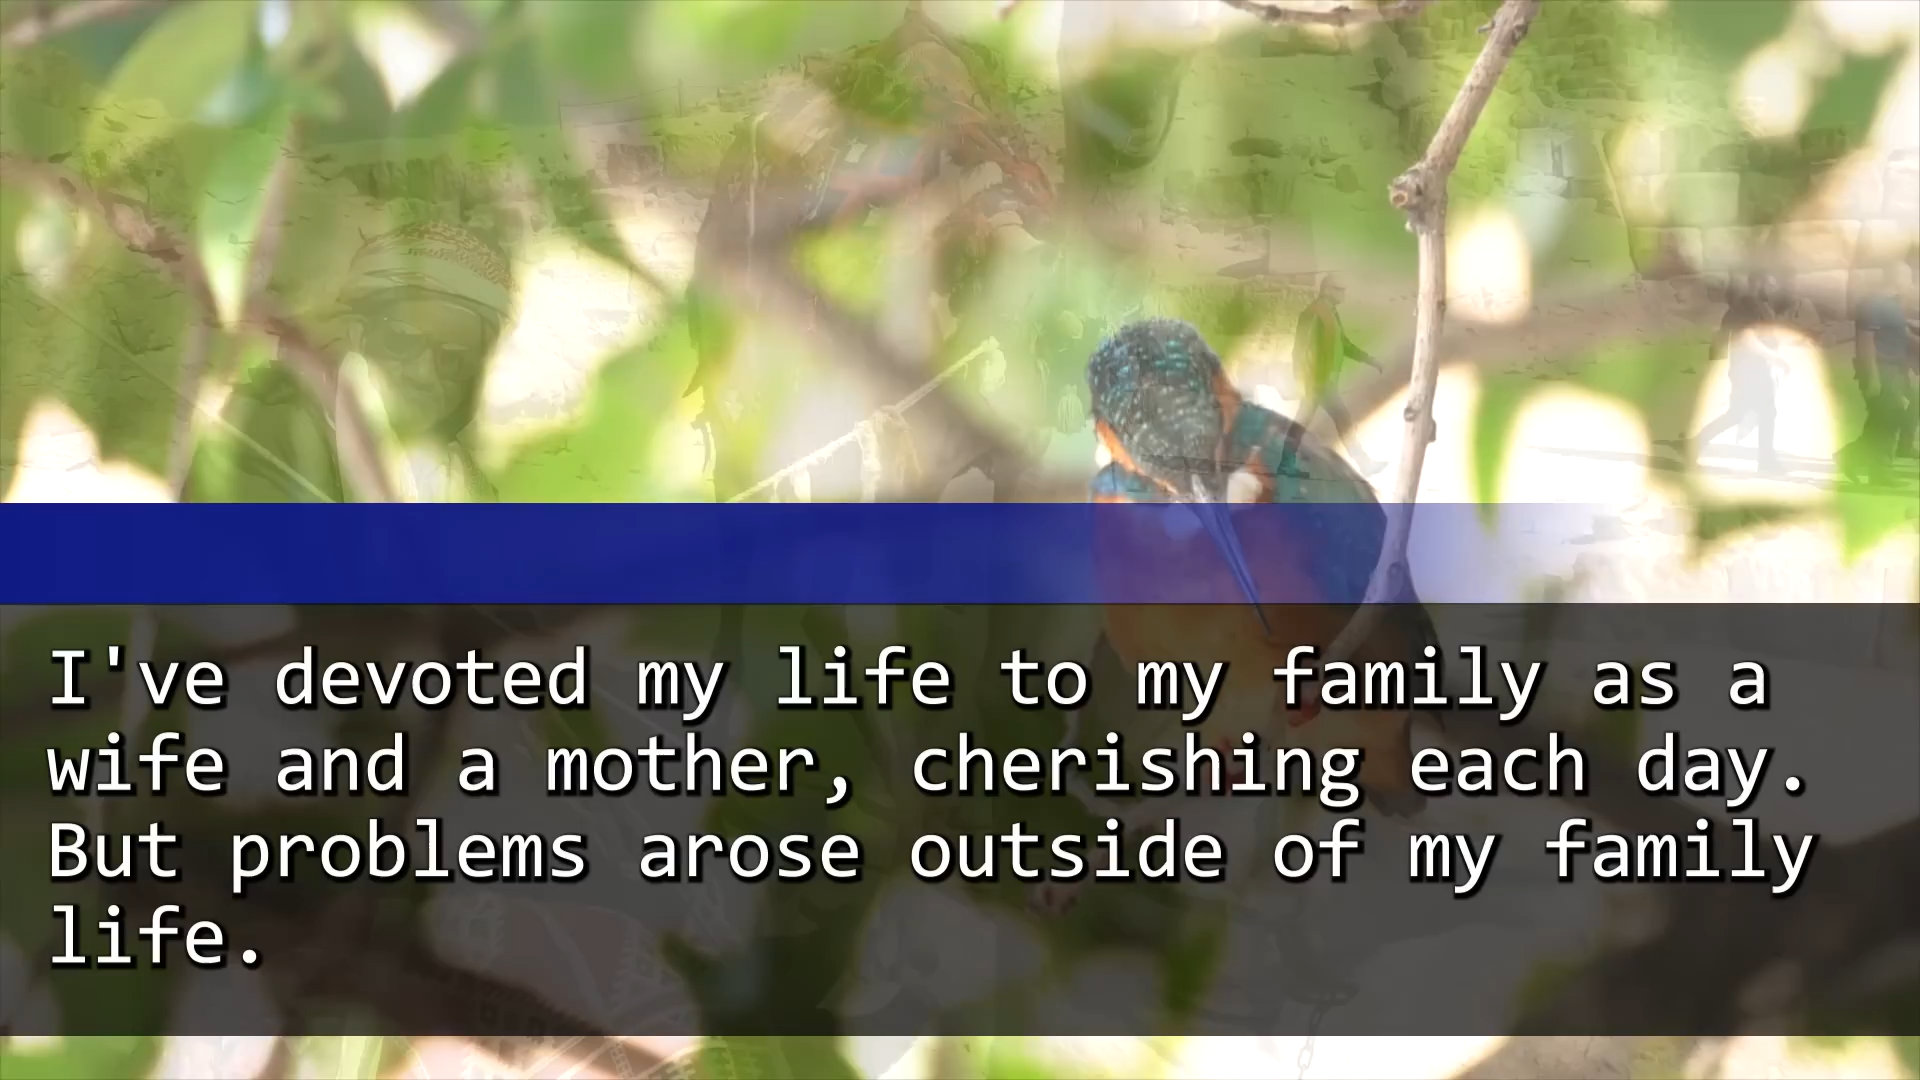 I've devoted my life to my family as a
wife and a mother, cherishing each day.
But problems arose outside of my family
life.